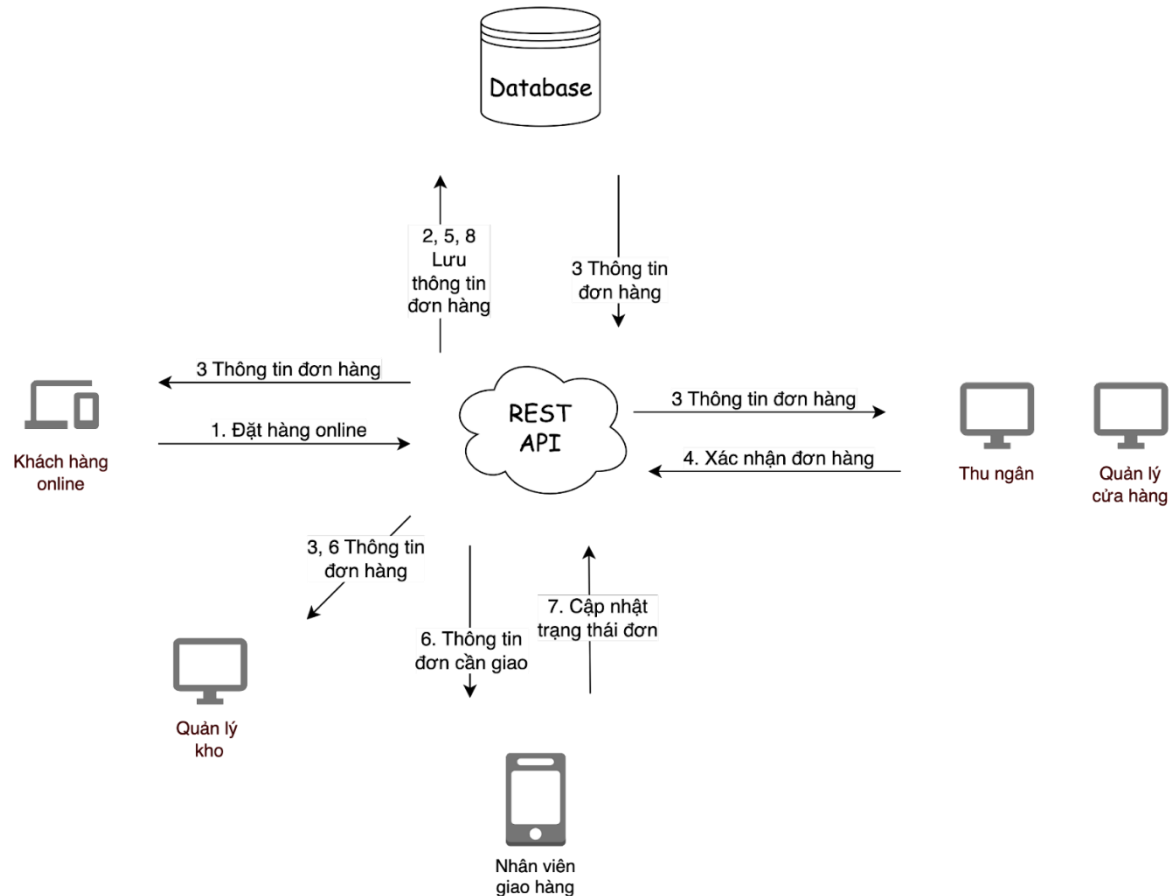 Database
2, 5, 8
Lưu
thông tin
đơn hàng
3 Thông tin
đơn hàng
3 Thông tin đơn hàng
1. Đặt hàng online
Khách hàng
online
REST
API
3 Thông tin đơn hàng
4. Xác nhận đơn hàng
Thu ngân
Quản lý
cửa hàng
3, 6 Thông tin
đơn hàng
6. Thông tin
đơn cần giao
7. Cập nhật
trạng thái đơn
Quản lý
kho
Nhân viên
giao hàng